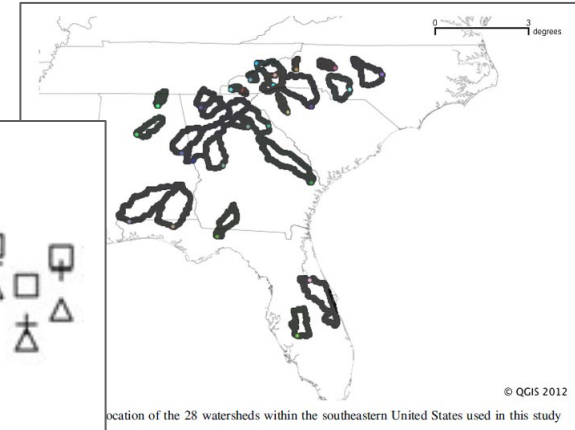 0 3
degrees
© QGIS 2012
ocation of the 28 watersheds within the southeastern United States used in this study